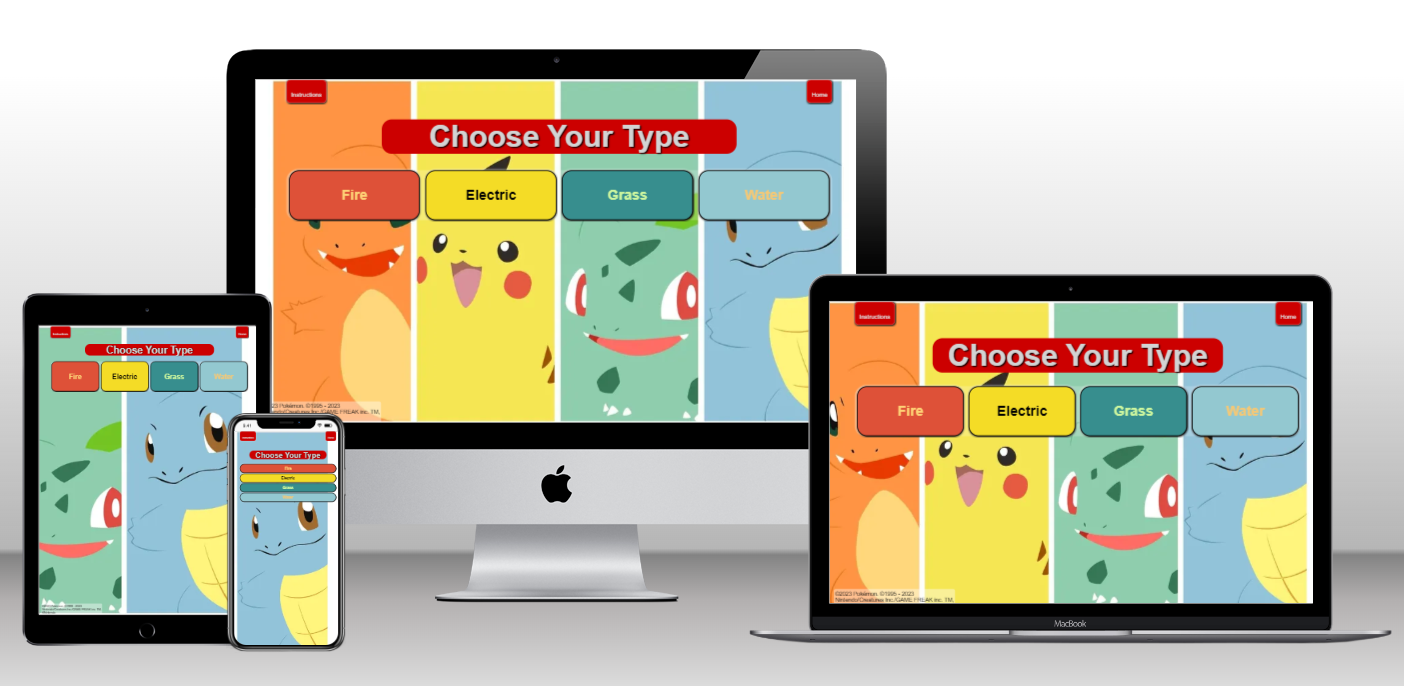 Instructions
Home
Choose Your Type
Fire
Electric
Grass
Water
23 Pokémon. ©1995 - 2023
Nintendo/Creatures Inc./GAME FREAK inc. TM,
Instructions
Home
Choose Your Type
Fire
Electric
Grass
Water
Choose Your Type
Fire
Electric
Grass
Water
Instructions
Home
Choose Your Type
Fire
Electric
Grass
Water
©2023 Pokémon. ©1995 - 2023
Nintendo/Creatures Inc./GAME FREAK inc. TM,
MacBook